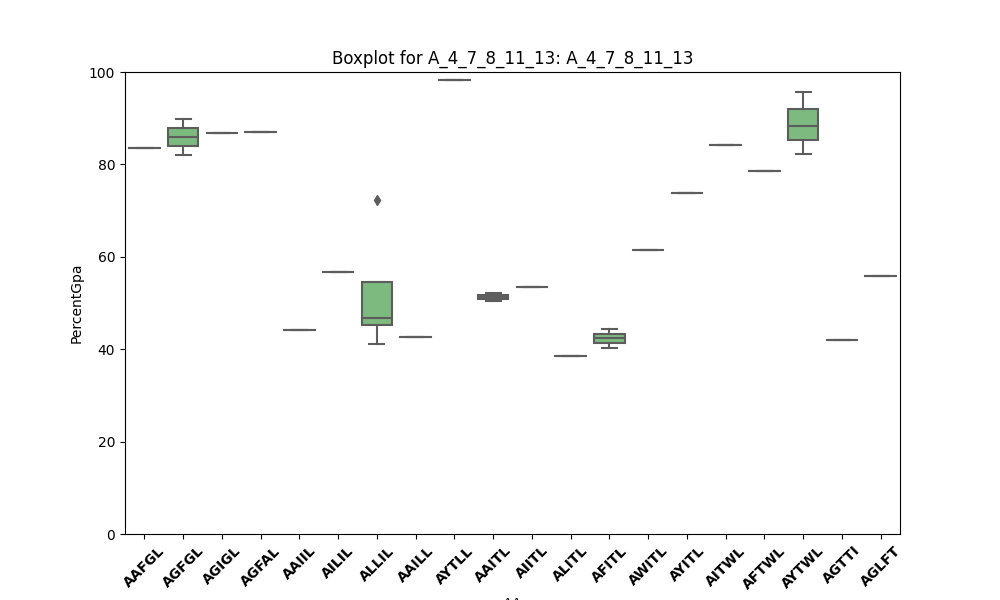 Boxplot for A_4_7_8_11_13: A_4_7_8_11_13
PercentGpa
100
80
60
40
20
0
AAFGL
AGFGL
AGIGL
AGFAL
AAIIL
AILIL
ALLIL
AAILL
AYTLL
AAITL
AIITL
ALITL
AFITL
AWITL
AYITL
AITWL
AFTWL
AYTWL
AGTTI
AGLFT